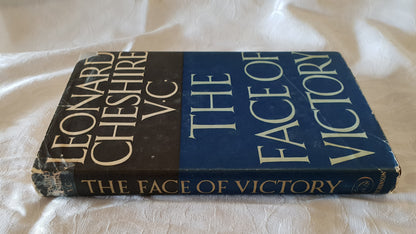 LEONARD
CHESHIRE
V.C.
THE
FACE OF
VICTORY
THE FACE OF VICTORY